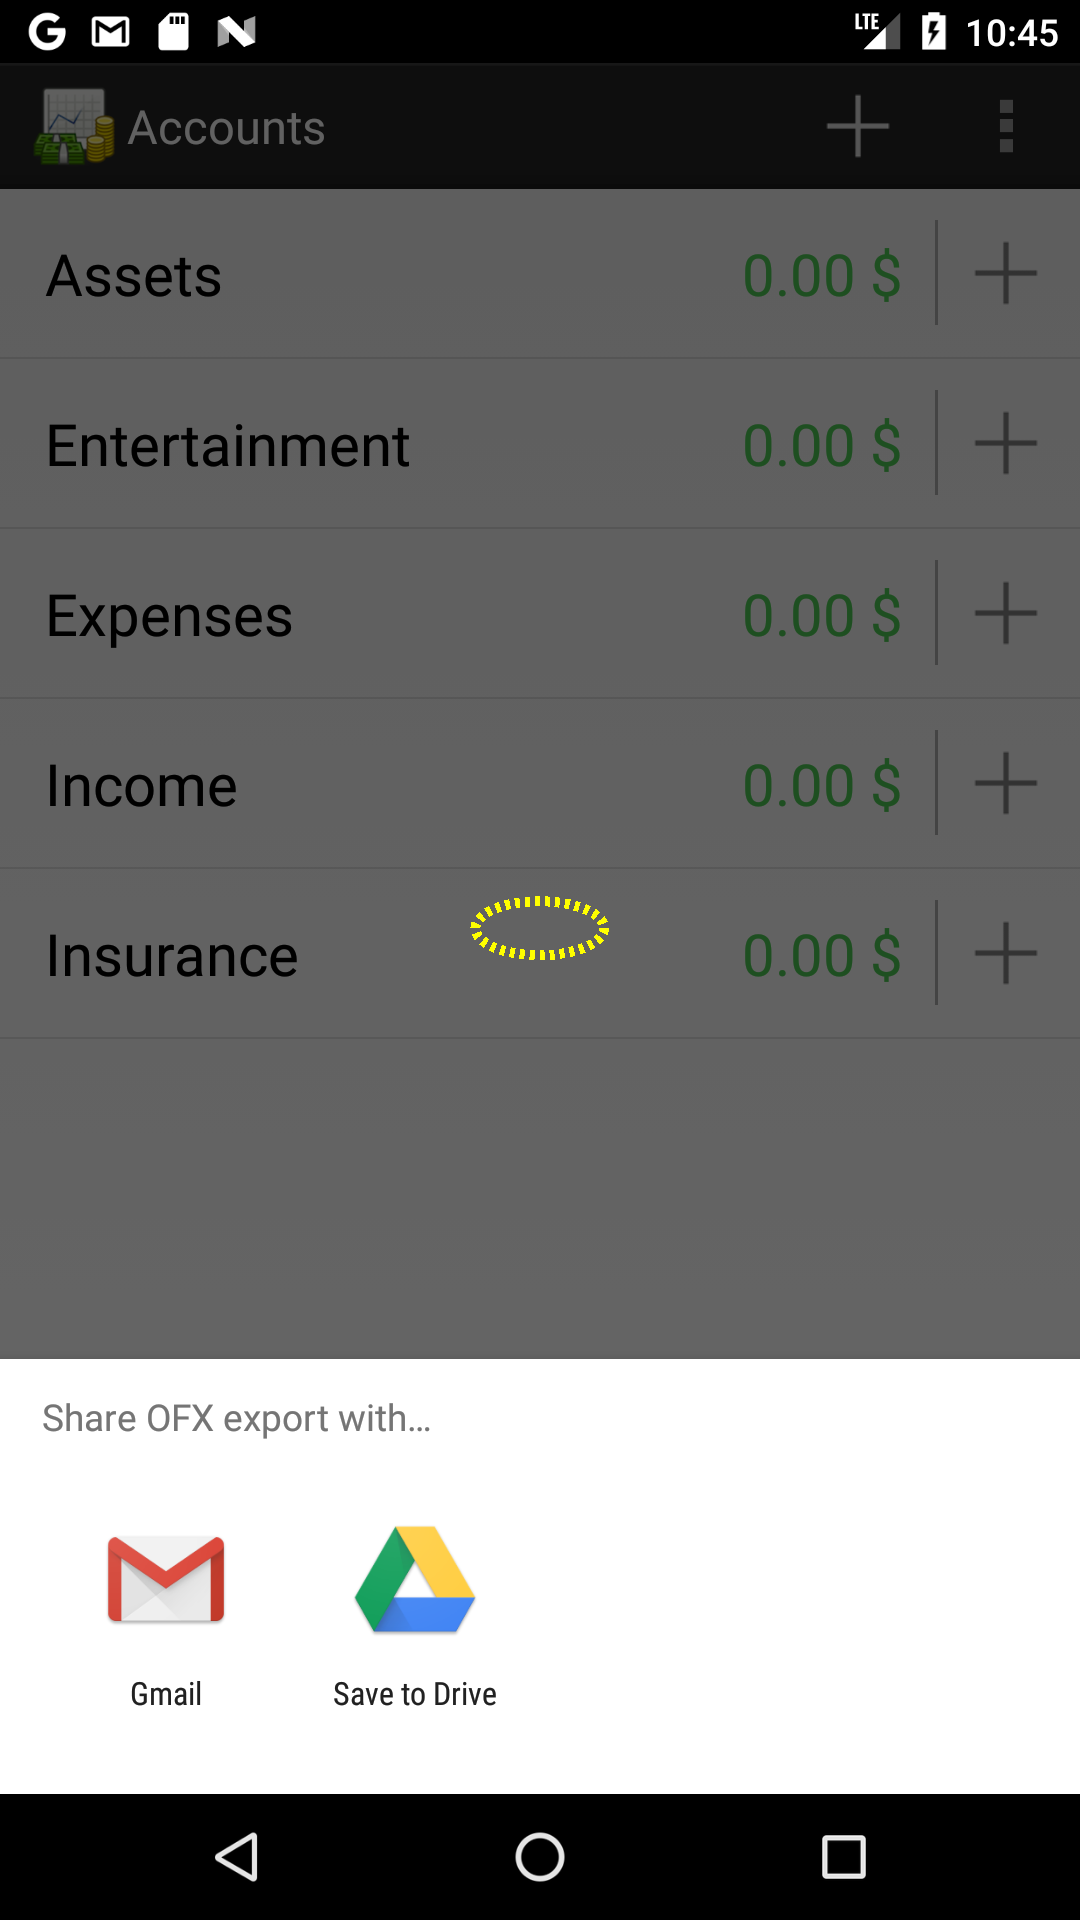 LTE 10:45
Accounts
Assets 0.00 $
Entertainment 0.00 $
Expenses 0.00 $
Income 0.00 $
Insurance 0.00 $
Share OFX export with…
Gmail
Save to Drive